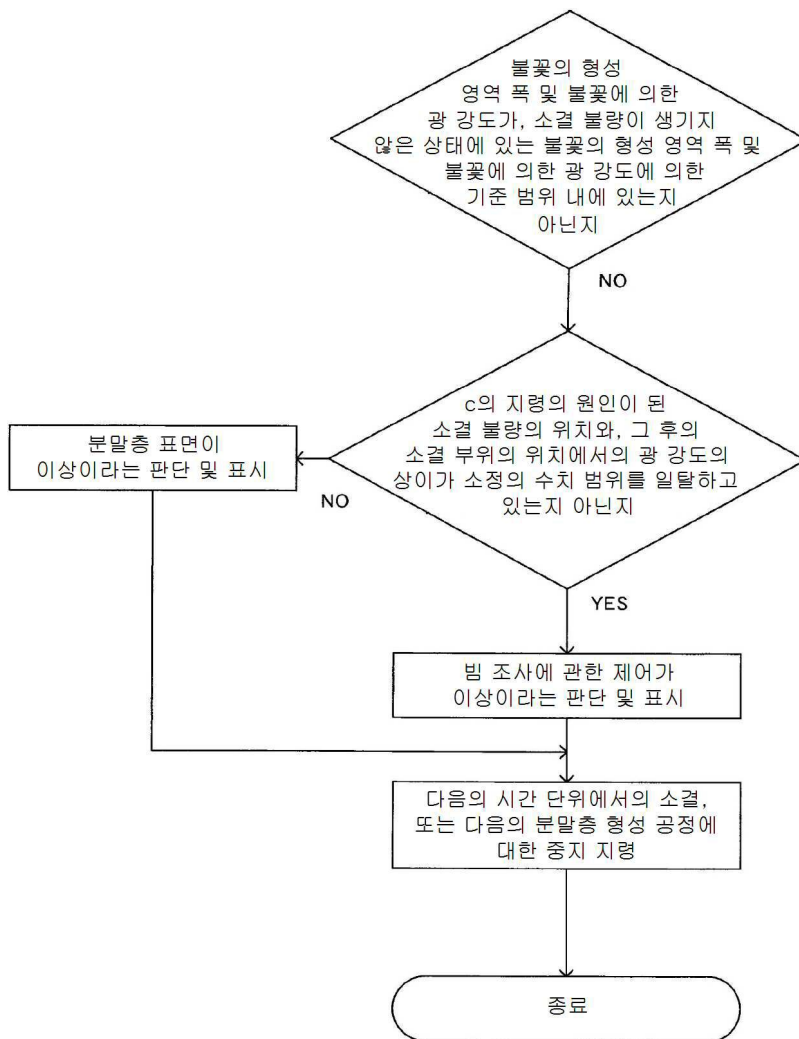 불꽃의 형성
영역 폭 및 불꽃에 의한
광 강도가, 소결 불량이 생기지
않은 상태에 있는 불꽃의 형성 영역 폭 및
불꽃에 의한 광 강도에 의한
기준 범위 내에 있는지
아닌지
NO
c의 지령의 원인이 된
소결 불량의 위치와, 그 후의
소결 부위의 위치에서의 광 강도의
상이가 소정의 수치 범위를 일탈하고
있는지 아닌지
분말층 표면이
이상이라는 판단 및 표시
NO
YES
빔 조사에 관한 제어가
이상이라는 판단 및 표시
다음의 시간 단위에서의 소결,
또는 다음의 분말층 형성 공정에
대한 중지 지령
종료